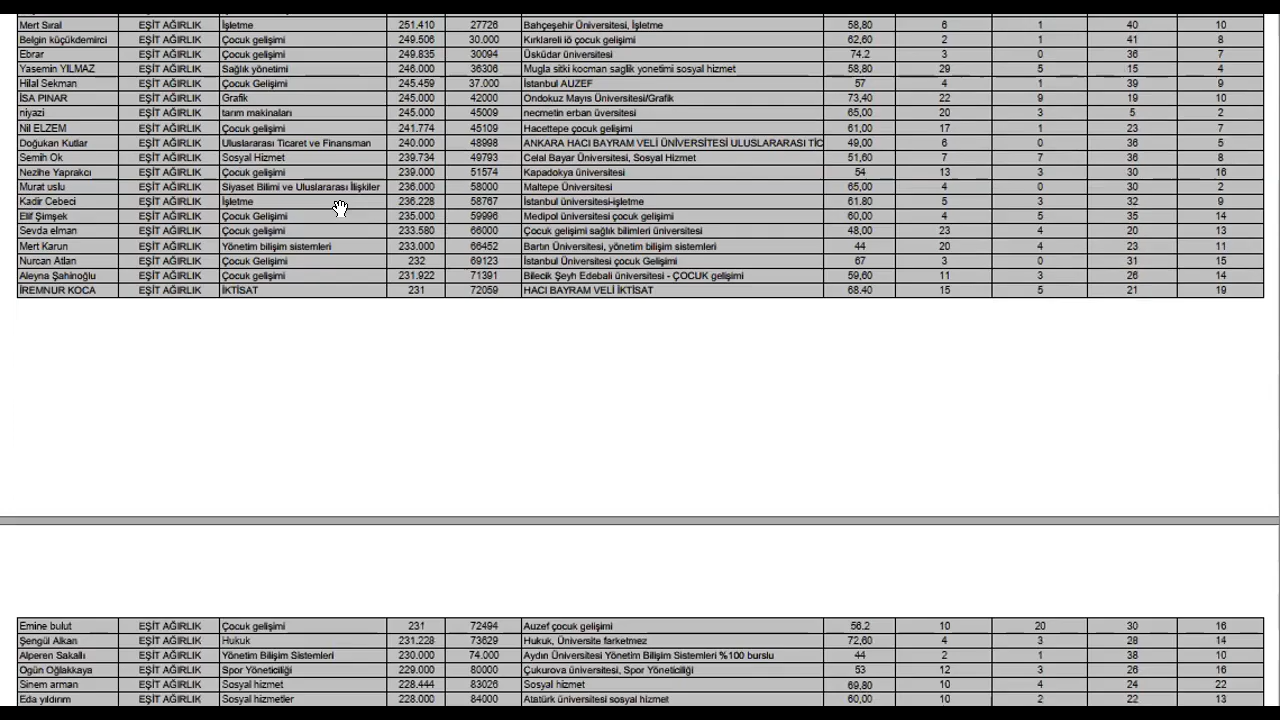 Mert Sıral EŞİT AĞIRLIK İşletme 251.410 27726 Bahçeşehir Üniversitesi, İşletme 58,80 6 1 40 10
Belgin küçükdemirci EŞİT AĞIRLIK Çocuk gelişimi 249.506 30.000 Kırklareli iö çocuk gelişimi 62,60 2 1 41 8
Ebrar EŞİT AĞIRLIK Çocuk gelişimi 249.835 30094 Üsküdar üniversitesi 74.2 3 0 36 7
Yasemin YILMAZ EŞİT AĞIRLIK Sağlık yönetimi 246.000 36306 Mugla sitki kocman saglik yonetimi sosyal hizmet 58,80 29 5 15 4
Hilal Sekman EŞİT AĞIRLIK Çocuk Gelişimi 245.459 37.000 İstanbul AUZEF 57 4 1 39 9
İSA PINAR EŞİT AĞIRLIK Grafik 245.000 42000 Ondokuz Mayıs Üniversitesi/Grafik 73,40 22 9 19 10
niyazi EŞİT AĞIRLIK tarım makinaları 245.000 45009 necmetin erban üversitesi 65,00 20 3 5 2
Nil ELZEM EŞİT AĞIRLIK Çocuk gelişimi 241.774 45109 Hacettepe çocuk gelişimi 61,00 17 1 23 7
Doğukan Kutlar EŞİT AĞIRLIK Uluslararası Ticaret ve Finansman 240.000 48998 ANKARA HACI BAYRAM VELİ ÜNİVERSİTESİ ULUSLARARASI TİC 49,00 6 0 36 5
Semih Ok EŞİT AĞIRLIK Sosyal Hizmet 239.734 49793 Celal Bayar Üniversitesi, Sosyal Hizmet 51,60 7 7 36 8
Nezihe Yaprakcı EŞİT AĞIRLIK Çocuk gelişimi 239.000 51574 Kapadokya üniversitesi 54 13 3 30 16
Murat uslu EŞİT AĞIRLIK Siyaset Bilimi ve Uluslararası İlişkiler 236.000 58000 Maltepe Üniversitesi 65,00 4 0 30 2
Kadir Cebeci EŞİT AĞIRLIK İşletme 236.228 58767 İstanbul üniversitesi-işletme 61.80 5 3 32 9
Elif Şimşek EŞİT AĞIRLIK Çocuk Gelişimi 235.000 59996 Medipol üniversitesi çocuk gelişimi 60,00 4 5 35 14
Sevda elman EŞİT AĞIRLIK Çocuk gelişimi 233.580 66000 Çocuk gelişimi sağlık bilimleri üniversitesi 48,00 23 4 20 13
Mert Karun EŞİT AĞIRLIK Yönetim bilişim sistemleri 233.000 66452 Bartın Üniversitesi, yönetim bilişim sistemleri 44 20 4 23 11
Nurcan Atlan EŞİT AĞIRLIK Çocuk Gelişimi 232 69123 İstanbul Üniversitesi çocuk Gelişimi 67 3 0 31 15
Aleyna Şahinoğlu EŞİT AĞIRLIK Çocuk gelişimi 231.922 71391 Bilecik Şeyh Edebali üniversitesi - ÇOCUK gelişimi 59,60 11 3 26 14
İREMNUR KOCA EŞİT AĞIRLIK İKTİSAT 231 72059 HACI BAYRAM VELİ İKTİSAT 68.40 15 5 21 19
Emine bulut EŞİT AĞIRLIK Çocuk gelişimi 231 72494 Auzef çocuk gelişimi 56.2 10 20 30 16
Şengül Alkan EŞİT AĞIRLIK Hukuk 231.228 73629 Hukuk, Üniversite farketmez 72,60 4 3 28 14
Alperen Sakallı EŞİT AĞIRLIK Yönetim Bilişim Sistemleri 230.000 74.000 Aydın Üniversitesi Yönetim Bilişim Sistemleri %100 burslu 44 2 1 38 10
Ogün Oğlakkaya EŞİT AĞIRLIK Spor Yöneticiliği 229.000 80000 Çukurova üniversitesi, Spor Yöneticiliği 53 12 3 26 16
Sinem arman EŞİT AĞIRLIK Sosyal hizmet 228.444 83026 Sosyal hizmet 69,80 10 4 24 22
Eda yıldırım EŞİT AĞIRLIK Sosyal hizmetler 228.000 84000 Atatürk üniversitesi sosyal hizmet 60,00 10 2 22 13